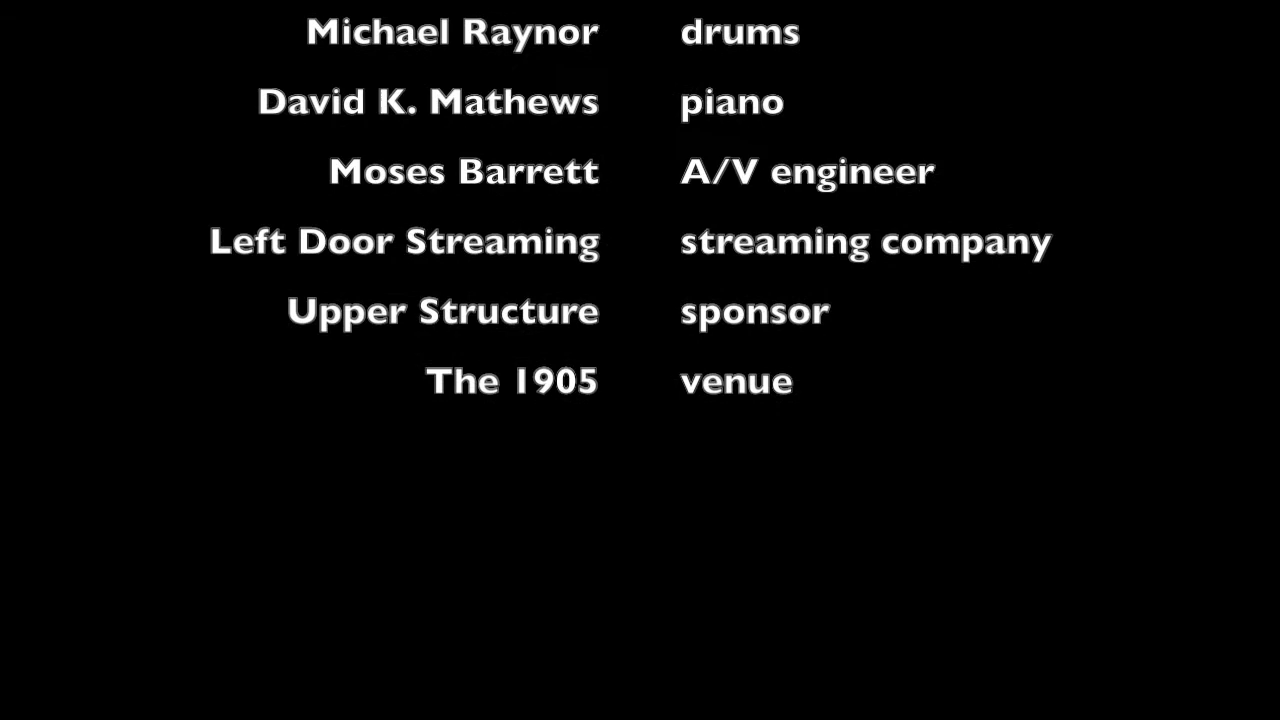 Michael Raynor drums
David K. Mathews piano
Moses Barrett A/V engineer
Left Door Streaming streaming company
Upper Structure sponsor
The 1905 venue